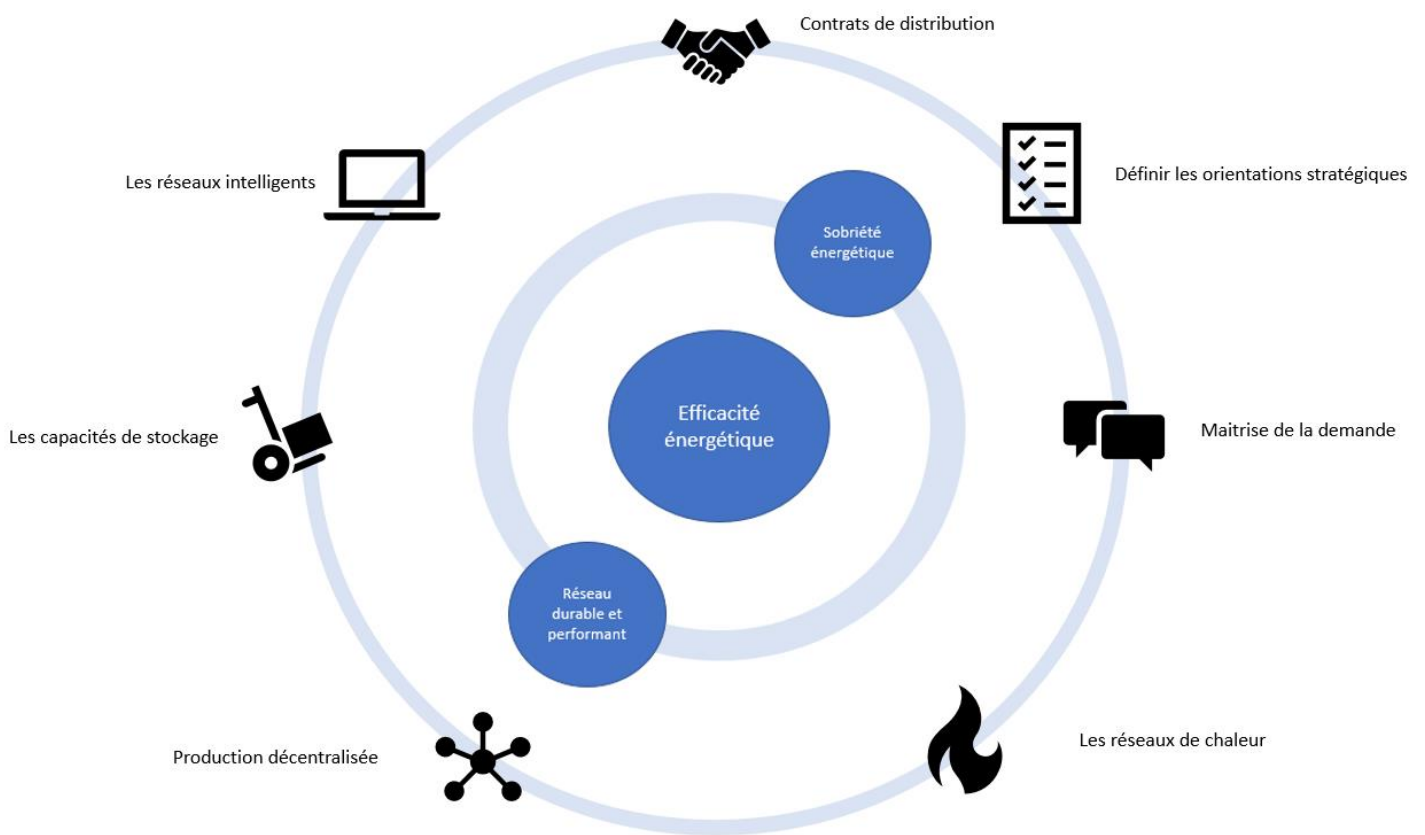 Contrats de distribution
Définir les orientations stratégiques
Les réseaux intelligents
Sobriété
énergétique
Efficacité
énergétique
Maitrise de la demande
Les capacités de stockage
Réseau
durable et
performant
Les réseaux de chaleur
Production décentralisée